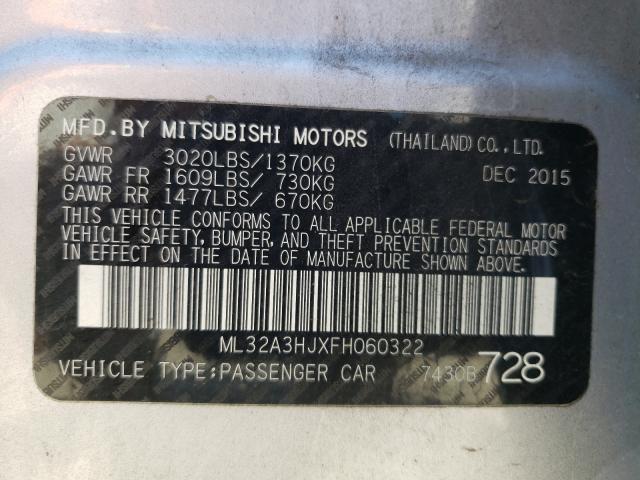 MFD.BY MITSUBISHI MOTORS (THAILAND)CO.,LTD.
GVWR 3020LBS/1370KG DEC 2015
GAWR FR 1609LBS/ 730KG
GAWR RR 1477LBS/ 670KG
THIS VEHICLE CONFORMS TO ALL APPLICABLE FEDERAL MOTOR
VEHICLE SAFETY, BUMPER, AND THEFT PREVENTION STANDARDS
IN EFFECT ON THE DATE OF MANUFACTURE SHOWN ABOVE.
ML32A3HJXFH060322
VEHICLE TYPE:PASSENGER CAR 7430B 728